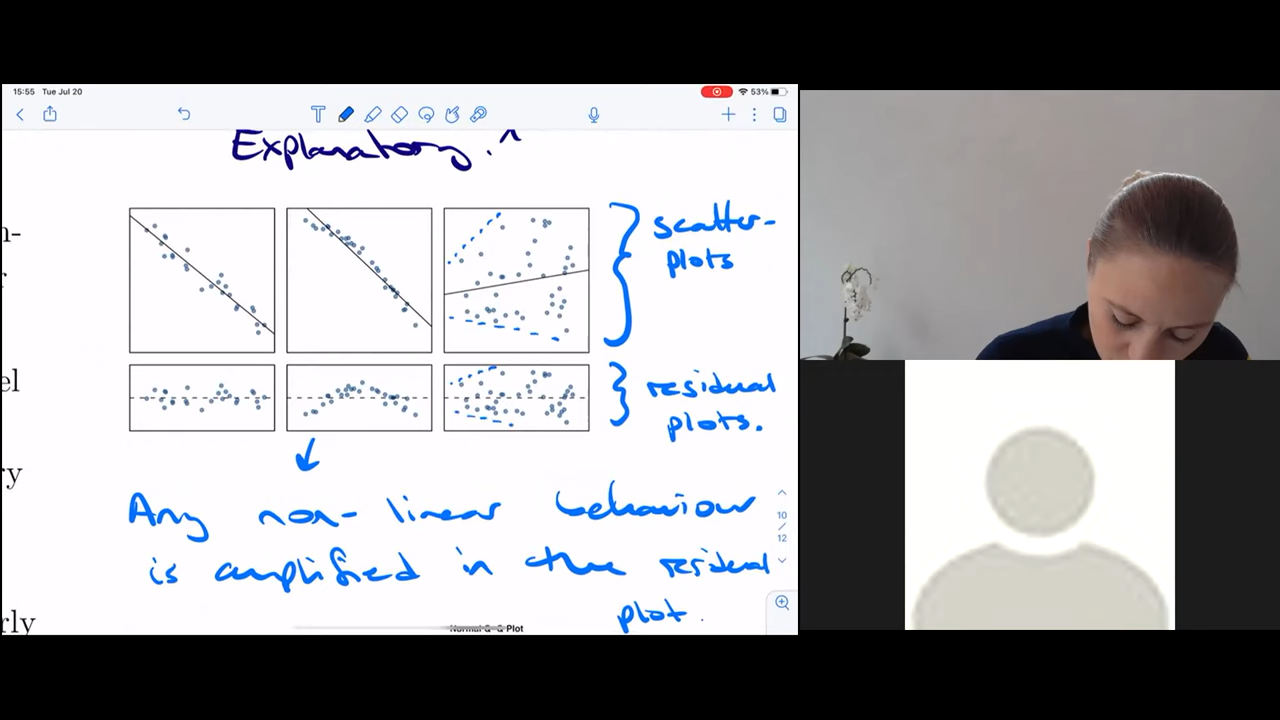 15:55 Tue Jul 20
53%
T
Explanatory.^
n-
scatter-
plots
el
residual
plots.
ry
Any non-linear behaviour
is amplified in the residual
plot.
10
/
12
rly
Normal Q-Q Plot